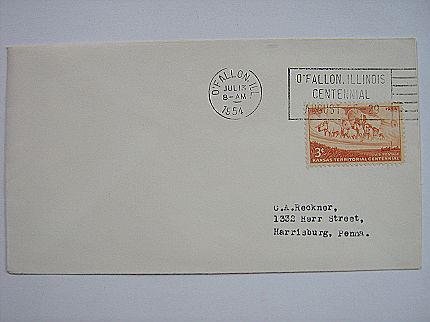 O'FALLON, ILL.
JUL 13
8-AM
1954
O'FALLON, ILLINOIS
CENTENNIAL
AUGUST
3¢
KANSAS TERRITORIAL CENTENNIAL
C.A.Reckner,
1332 Herr Street,
Harrisburg, Penna.